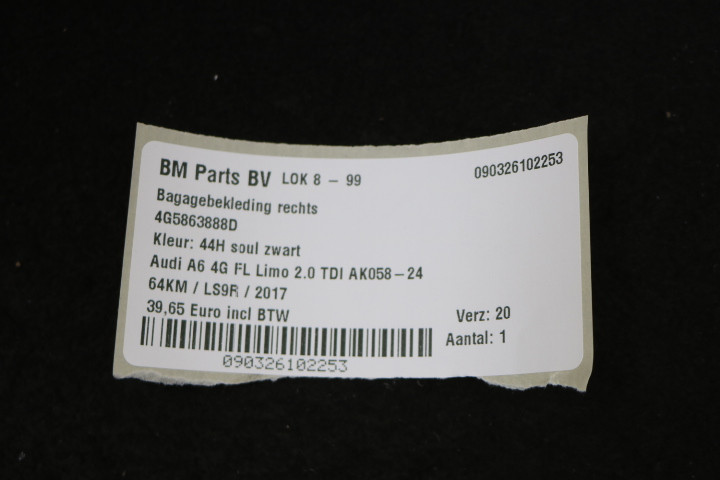 BM Parts BV LOK 8 - 99 090326102253
Bagagebekleding rechts
4G5863888D
Kleur: 44H soul zwart
Audi A6 4G FL Limo 2.0 TDI AK058-24
64KM / LS9R / 2017
39,65 Euro incl BTW
Verz: 20
Aantal: 1
090326102253